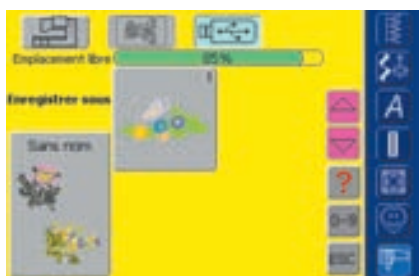 Emplacement libre 85%
1
Enregistrer sous
Sans nom
A
?
0-9
ESC